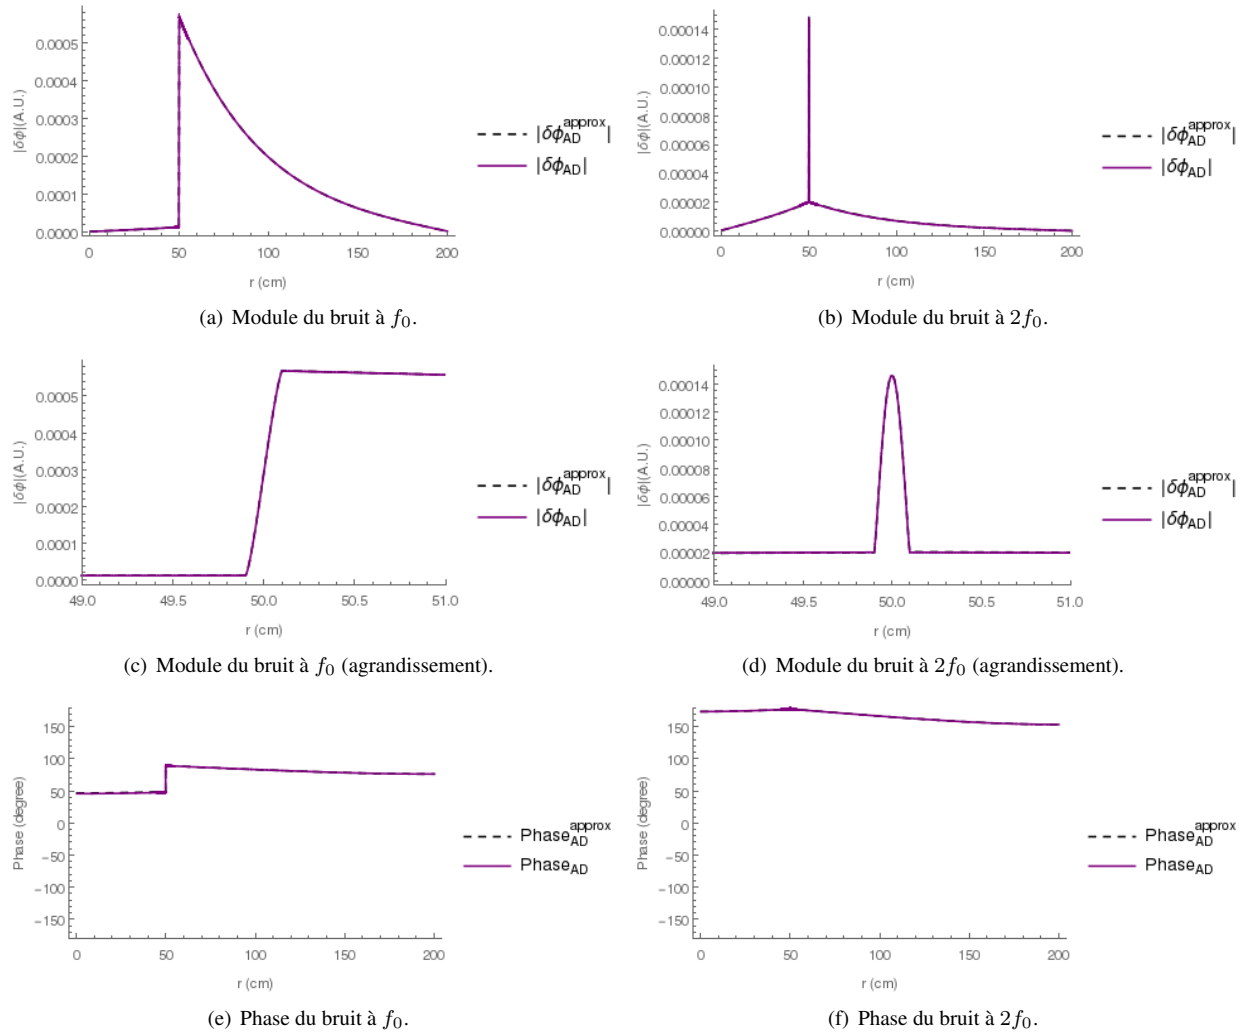 |δϕ|(A.U.)
0.0005
0.0004
0.0003
0.0002
0.0001
0.0000
0 50 100 150 200
r (cm)
|δϕ_AD^approx|
|δϕ_AD|
(a) Module du bruit à f₀.
|δϕ|(A.U.)
0.00014
0.00012
0.00010
0.00008
0.00006
0.00004
0.00002
0.00000
0 50 100 150 200
r (cm)
|δϕ_AD^approx|
|δϕ_AD|
(b) Module du bruit à 2f₀.
|δϕ|(A.U.)
0.0005
0.0004
0.0003
0.0002
0.0001
0.0000
49.0 49.5 50.0 50.5 51.0
r (cm)
|δϕ_AD^approx|
|δϕ_AD|
(c) Module du bruit à f₀ (agrandissement).
|δϕ|(A.U.)
0.00014
0.00012
0.00010
0.00008
0.00006
0.00004
0.00002
0.00000
49.0 49.5 50.0 50.5 51.0
r (cm)
|δϕ_AD^approx|
|δϕ_AD|
(d) Module du bruit à 2f₀ (agrandissement).
Phase (degree)
150
100
50
0
−50
−100
−150
0 50 100 150 200
r (cm)
Phase_AD^approx
Phase_AD
(e) Phase du bruit à f₀.
Phase (degree)
150
100
50
0
−50
−100
−150
0 50 100 150 200
r (cm)
Phase_AD^approx
Phase_AD
(f) Phase du bruit à 2f₀.